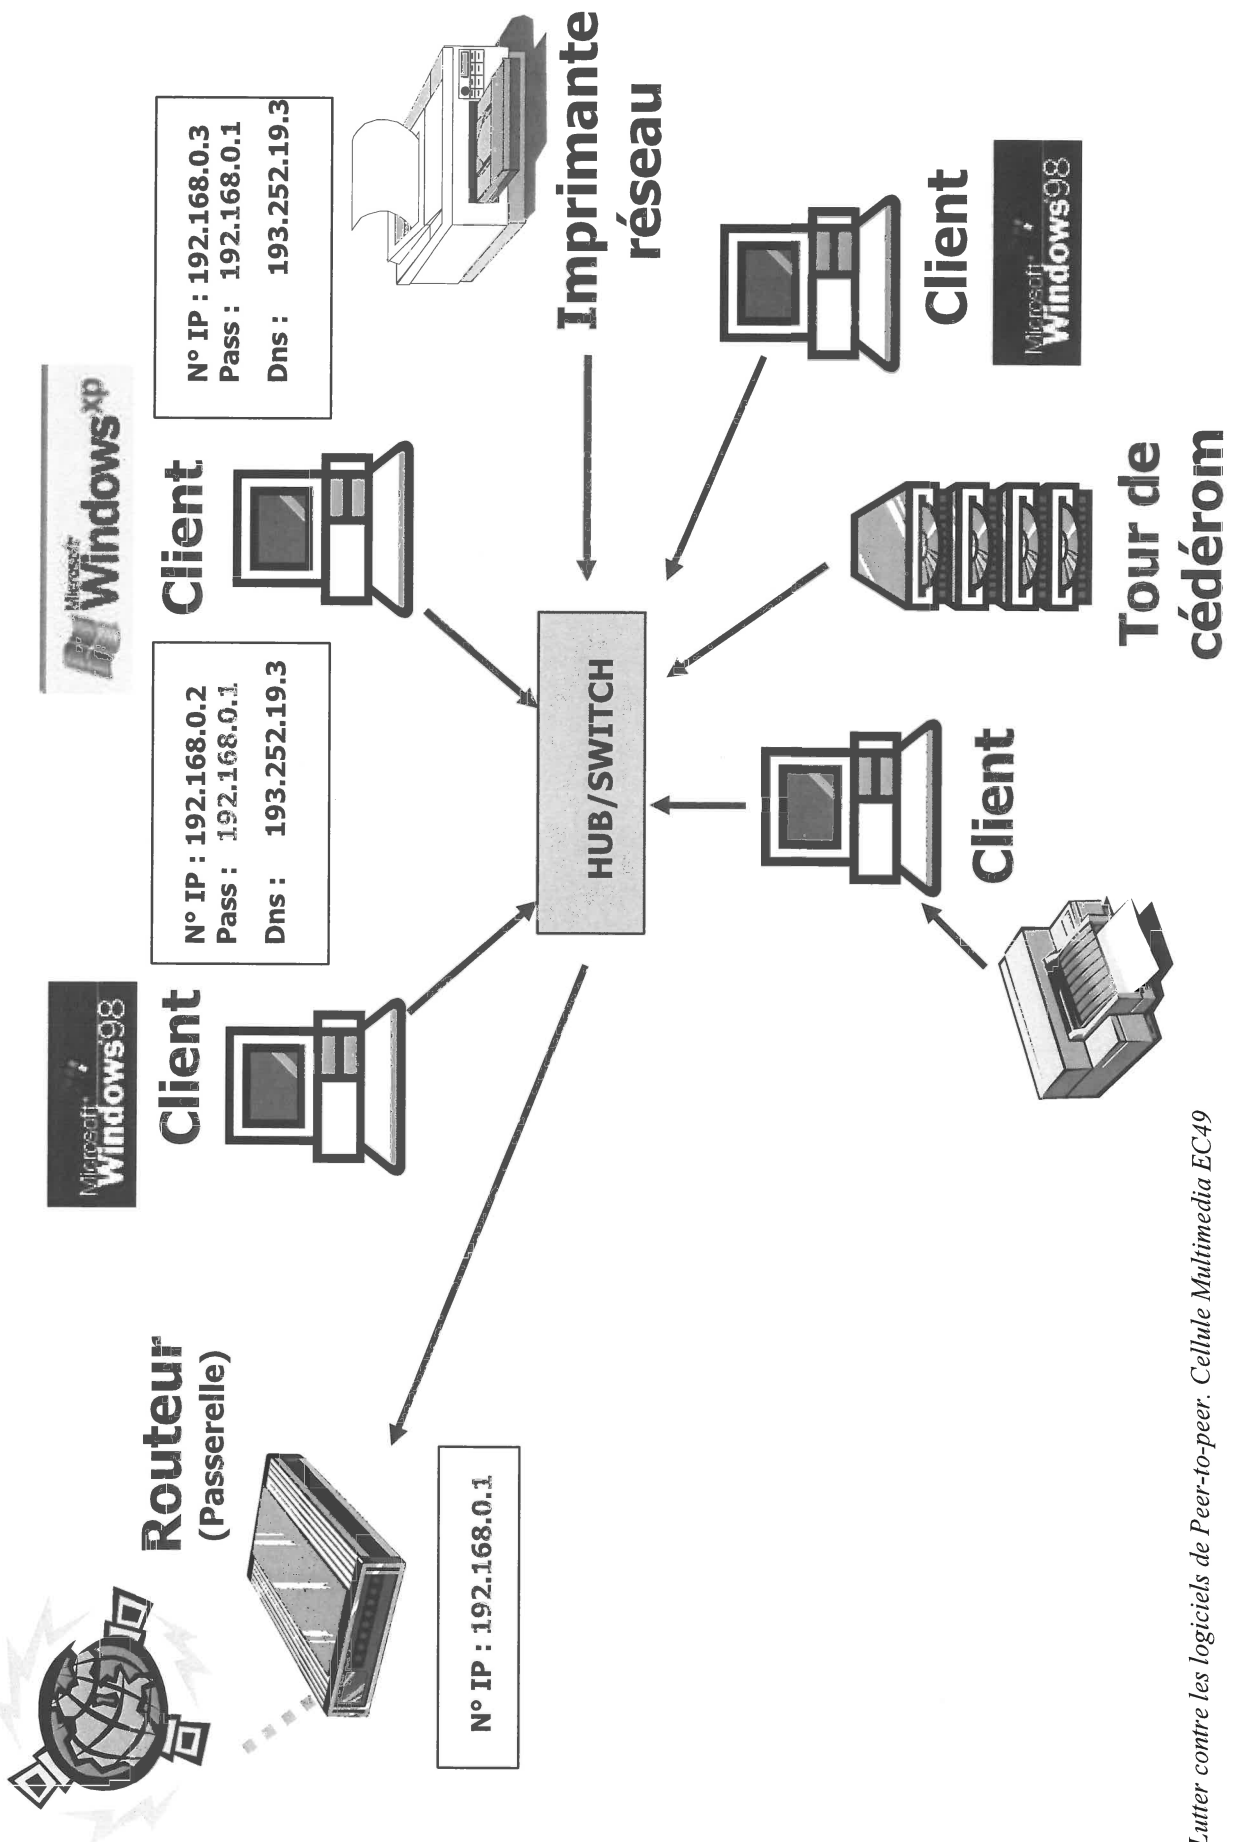 Routeur
(Passerelle)
N° IP : 192.168.0.1
Microsoft
Windows98
Client
N° IP : 192.168.0.2
Pass : 192.168.0.1
Dns : 193.252.19.3
Microsoft
Windows xp
Client
N° IP : 192.168.0.3
Pass : 192.168.0.1
Dns : 193.252.19.3
HUB/SWITCH
Imprimante
réseau
Client
Tour de
cédérom
Client
Microsoft
Windows98
Lutter contre les logiciels de Peer-to-peer. Cellule Multimedia EC49